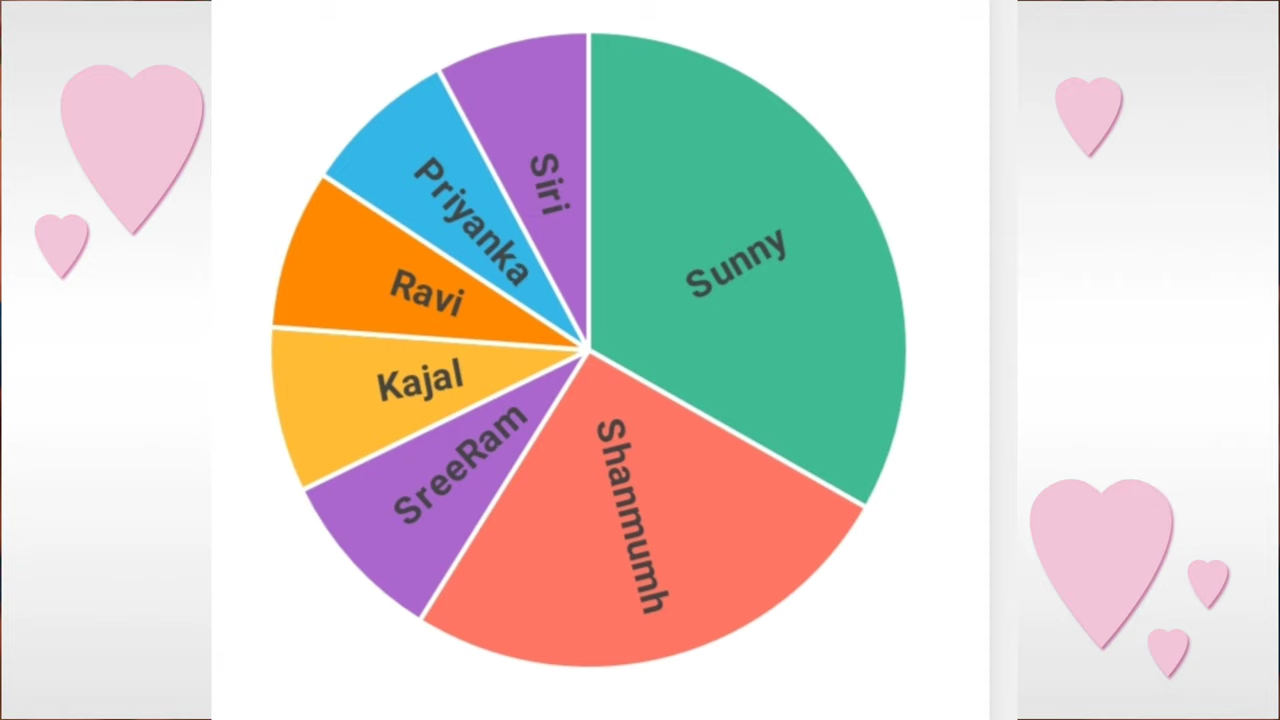 Siri
Priyanka
Sunny
Ravi
Kajal
SreeRam
Shanmumh